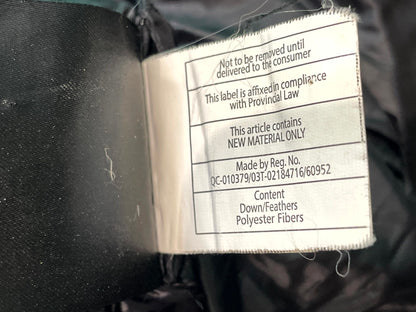 Not to be removed until
delivered to the consumer
This label is affixed in compliance
with Provincial Law
This article contains
NEW MATERIAL ONLY
Made by Reg. No.
QC-010379/03T-02184716/60952
Content
Down/Feathers
Polyester Fibers